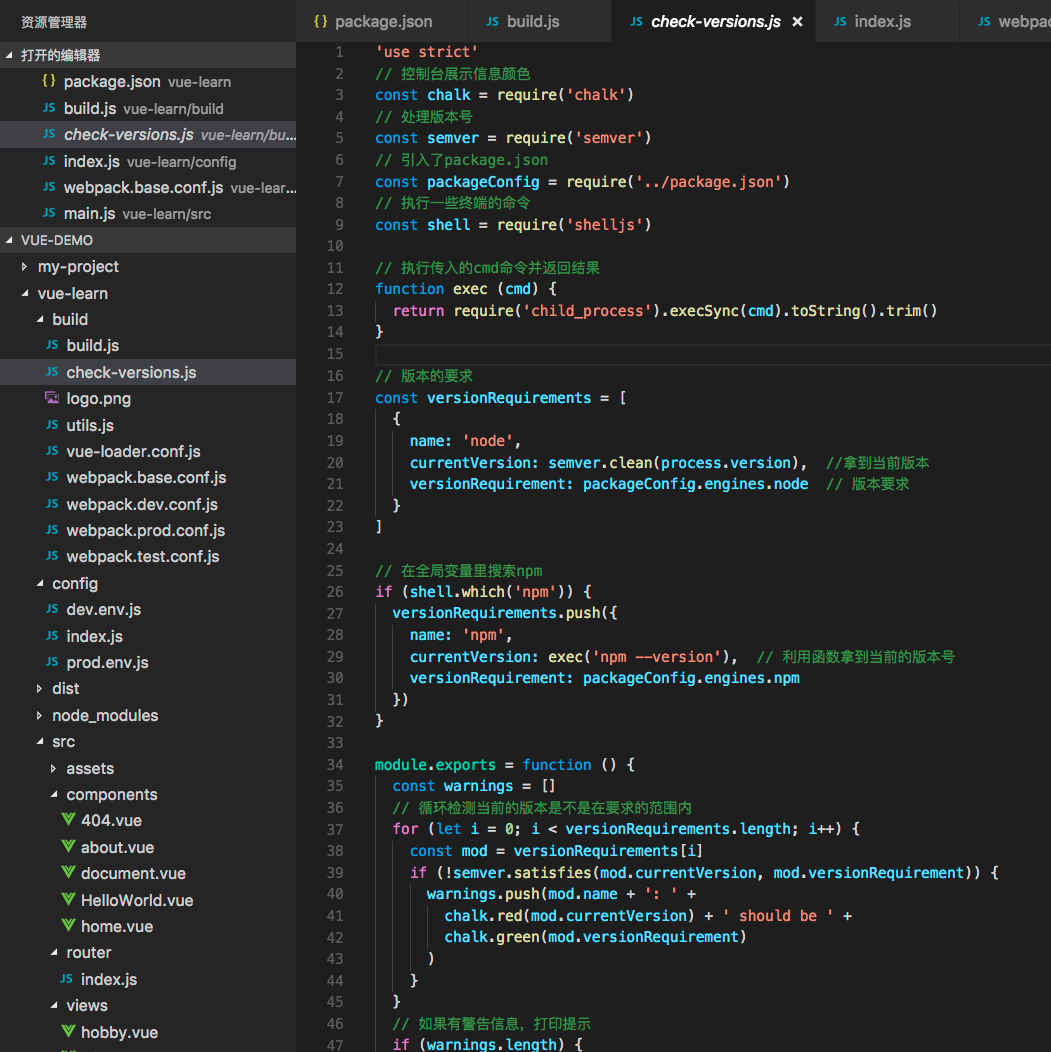 资源管理器
打开的编辑器
{} package.json vue-learn
JS build.js vue-learn/build
JS check-versions.js vue-learn/bu...
JS index.js vue-learn/config
JS webpack.base.conf.js vue-lear...
JS main.js vue-learn/src
VUE-DEMO
my-project
vue-learn
build
JS build.js
JS check-versions.js
logo.png
JS utils.js
JS vue-loader.conf.js
JS webpack.base.conf.js
JS webpack.dev.conf.js
JS webpack.prod.conf.js
JS webpack.test.conf.js
config
JS dev.env.js
JS index.js
JS prod.env.js
dist
node_modules
src
assets
components
404.vue
about.vue
document.vue
HelloWorld.vue
home.vue
router
JS index.js
views
hobby.vue
{} package.json JS build.js JS check-versions.js × JS index.js JS webpac
1 'use strict'
2 // 控制台展示信息颜色
3 const chalk = require('chalk')
4 // 处理版本号
5 const semver = require('semver')
6 // 引入了package.json
7 const packageConfig = require('../package.json')
8 // 执行一些终端的命令
9 const shell = require('shelljs')
10
11 // 执行传入的cmd命令并返回结果
12 function exec (cmd) {
13 return require('child_process').execSync(cmd).toString().trim()
14 }
15
16 // 版本的要求
17 const versionRequirements = [
18 {
19 name: 'node',
20 currentVersion: semver.clean(process.version), //拿到当前版本
21 versionRequirement: packageConfig.engines.node // 版本要求
22 }
23 ]
24
25 // 在全局变量里搜索npm
26 if (shell.which('npm')) {
27 versionRequirements.push({
28 name: 'npm',
29 currentVersion: exec('npm --version'), // 利用函数拿到当前的版本号
30 versionRequirement: packageConfig.engines.npm
31 })
32 }
33
34 module.exports = function () {
35 const warnings = []
36 // 循环检测当前的版本是不是在要求的范围内
37 for (let i = 0; i < versionRequirements.length; i++) {
38 const mod = versionRequirements[i]
39 if (!semver.satisfies(mod.currentVersion, mod.versionRequirement)) {
40 warnings.push(mod.name + ': ' +
41 chalk.red(mod.currentVersion) + ' should be ' +
42 chalk.green(mod.versionRequirement)
43 )
44 }
45 }
46 // 如果有警告信息，打印提示
47 if (warnings.length) {